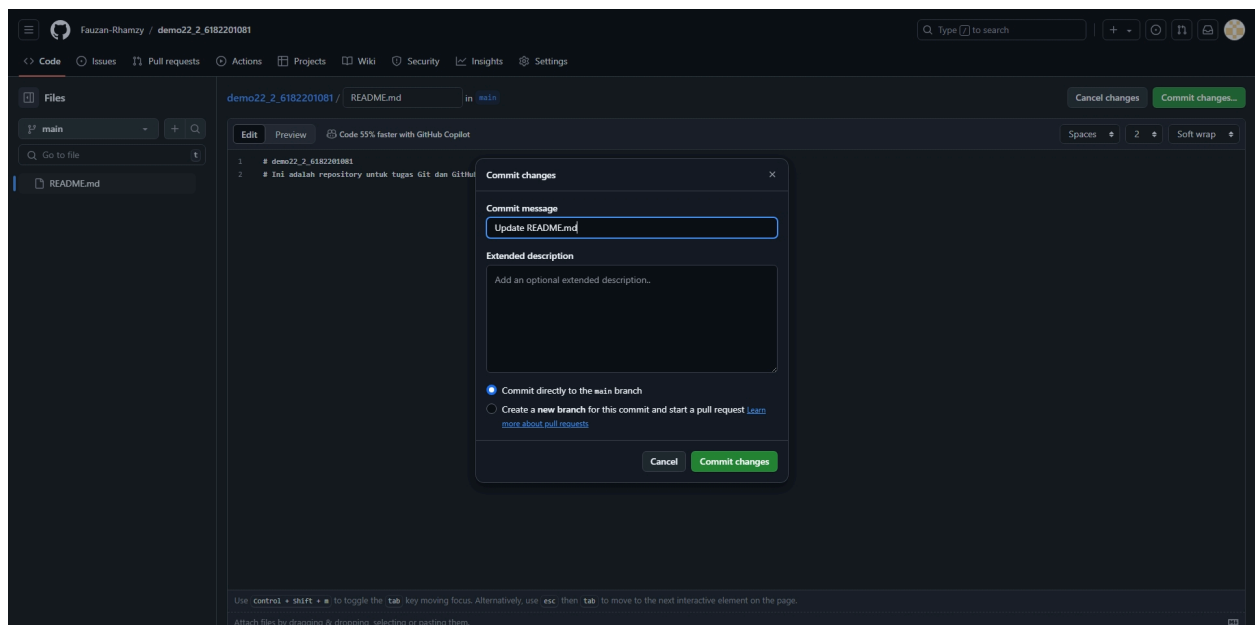 Fauzan-Rhamzy / demo22_2_6182201081
Type / to search
Code Issues Pull requests Actions Projects Wiki Security Insights Settings
Files
demo22_2_6182201081 / README.md in main
Cancel changes Commit changes...
main
Edit Preview Code 55% faster with GitHub Copilot
Spaces 2 Soft wrap
Go to file t
1 # demo22_2_6182201081
2 # Ini adalah repository untuk tugas Git dan GitHu
README.md
Commit changes
Commit message
Update README.md
Extended description
Add an optional extended description..
Commit directly to the main branch
Create a new branch for this commit and start a pull request Learn
more about pull requests
Cancel Commit changes
Use control + shift + m to toggle the tab key moving focus. Alternatively, use esc then tab to move to the next interactive element on the page.
Attach files by dragging & dropping, selecting or pasting them.